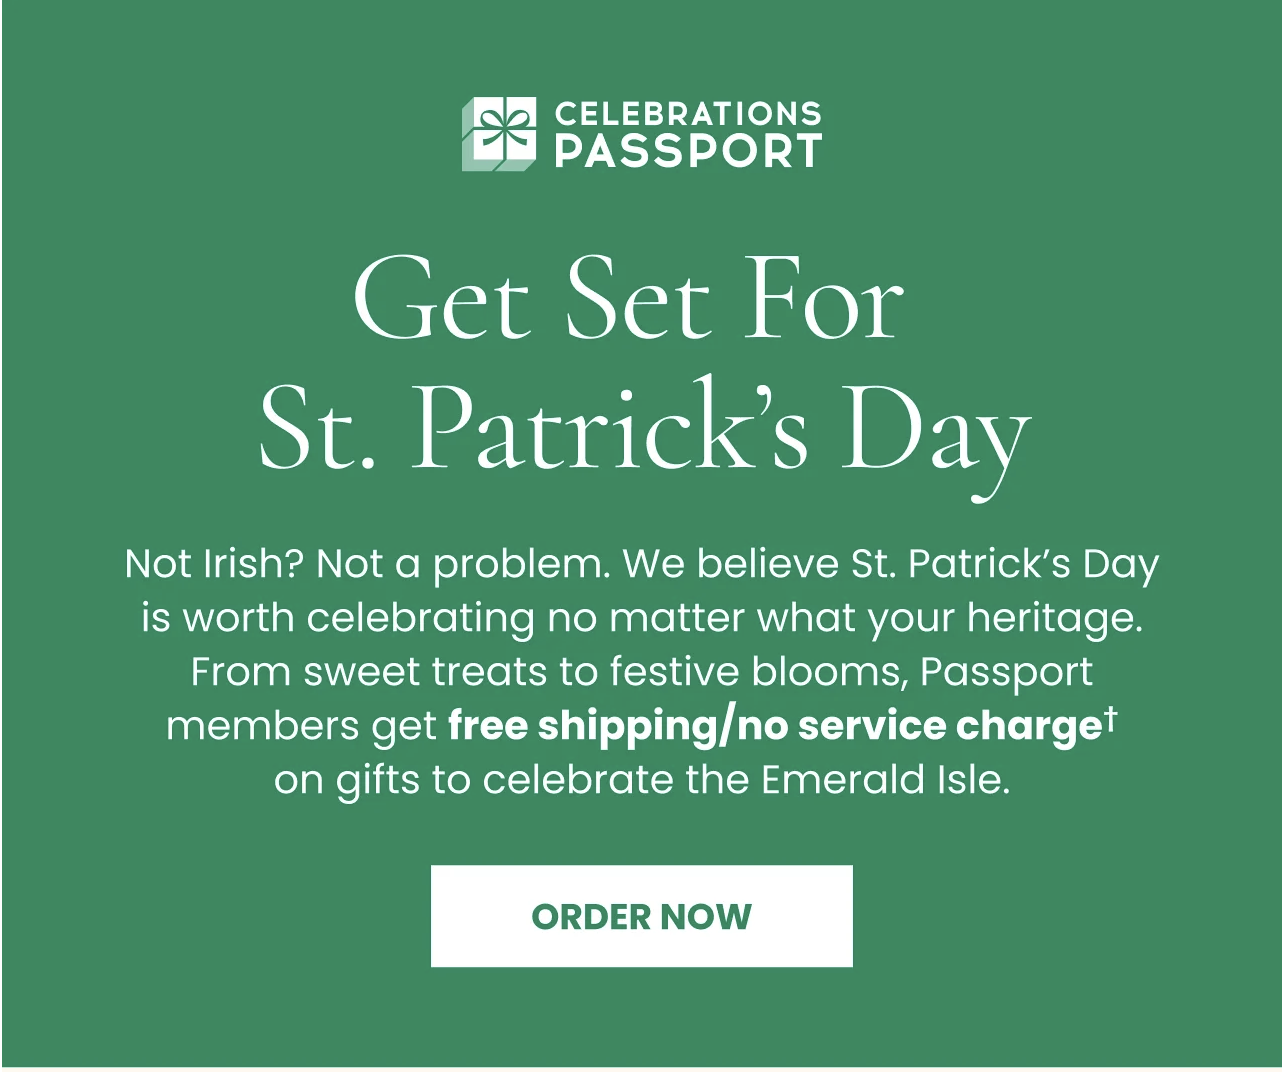 CELEBRATIONS
PASSPORT
Get Set For
St. Patrick’s Day
Not Irish? Not a problem. We believe St. Patrick’s Day
is worth celebrating no matter what your heritage.
From sweet treats to festive blooms, Passport
members get free shipping/no service charge†
on gifts to celebrate the Emerald Isle.
ORDER NOW